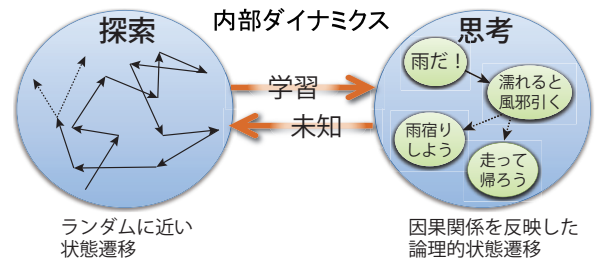 内部ダイナミクス
探索
ランダムに近い
状態遷移
学習
未知
思考
雨だ！
濡れると
風邪引く
雨宿り
しよう
走って
帰ろう
因果関係を反映した
論理的状態遷移